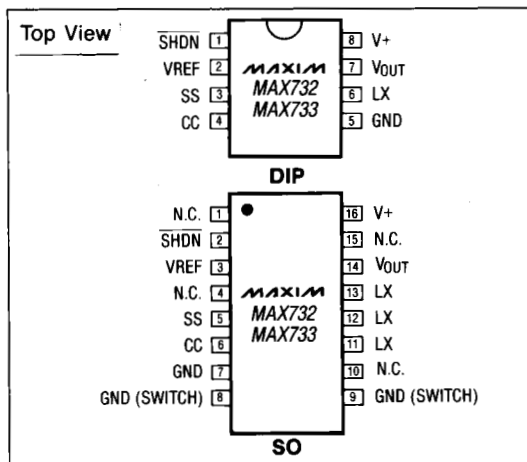 Top View
SHDN 1 8 V+
VREF 2 MAXIM 7 VOUT
SS 3 MAX732 6 LX
CC 4 MAX733 5 GND
DIP
N.C. 1 16 V+
SHDN 2 15 N.C.
VREF 3 14 VOUT
N.C. 4 MAXIM 13 LX
SS 5 MAX732 12 LX
CC 6 MAX733 11 LX
GND 7 10 N.C.
GND (SWITCH) 8 9 GND (SWITCH)
SO